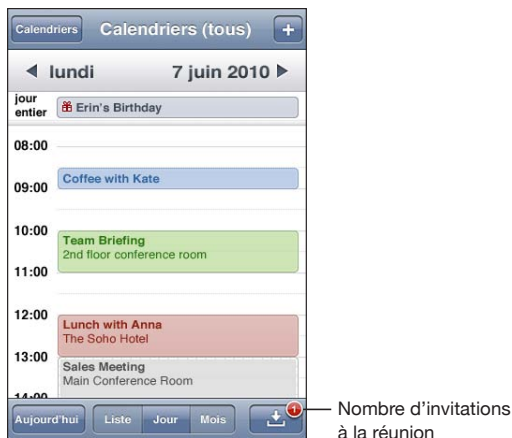 Calendriers
Calendriers (tous)
+
lundi
7 juin 2010
jour
entier
Erin's Birthday
08:00
Coffee with Kate
09:00
10:00
Team Briefing
2nd floor conference room
11:00
12:00
Lunch with Anna
The Soho Hotel
13:00
Sales Meeting
Main Conference Room
14:00
Aujourd'hui
Liste
Jour
Mois
1
Nombre d’invitations
à la réunion